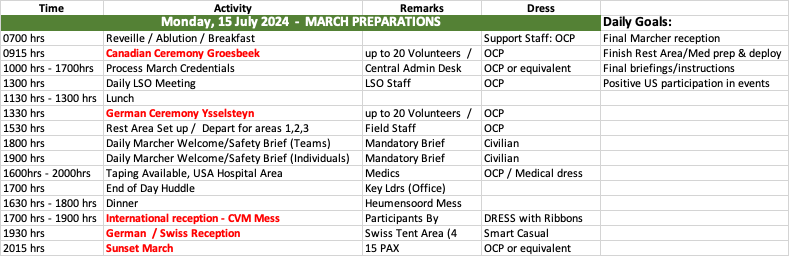 Time Activity Remarks Dress
Monday, 15 July 2024 - MARCH PREPARATIONS Daily Goals:
0700 hrs Reveille / Ablution / Breakfast Support Staff: OCP Final Marcher reception
0915 hrs Canadian Ceremony Groesbeek up to 20 Volunteers / OCP Finish Rest Area/Med prep & deploy
1000 hrs - 1700hrs Process March Credentials Central Admin Desk OCP or equivalent Final briefings/instructions
1300 hrs Daily LSO Meeting LSO Staff OCP Positive US participation in events
1130 hrs - 1300 hrs Lunch
1330 hrs German Ceremony Ysselsteyn up to 20 Volunteers / OCP
1530 hrs Rest Area Set up / Depart for areas 1,2,3 Field Staff OCP
1800 hrs Daily Marcher Welcome/Safety Brief (Teams) Mandatory Brief Civilian
1900 hrs Daily Marcher Welcome/Safety Brief (Individuals) Mandatory Brief Civilian
1600hrs - 2000hrs Taping Available, USA Hospital Area Medics OCP / Medical dress
1700 hrs End of Day Huddle Key Ldrs (Office)
1630 hrs - 1800 hrs Dinner Heumensoord Mess
1700 hrs - 1900 hrs International reception - CVM Mess Participants By DRESS with Ribbons
1930 hrs German / Swiss Reception Swiss Tent Area (4 Smart Casual
2015 hrs Sunset March 15 PAX OCP or equivalent